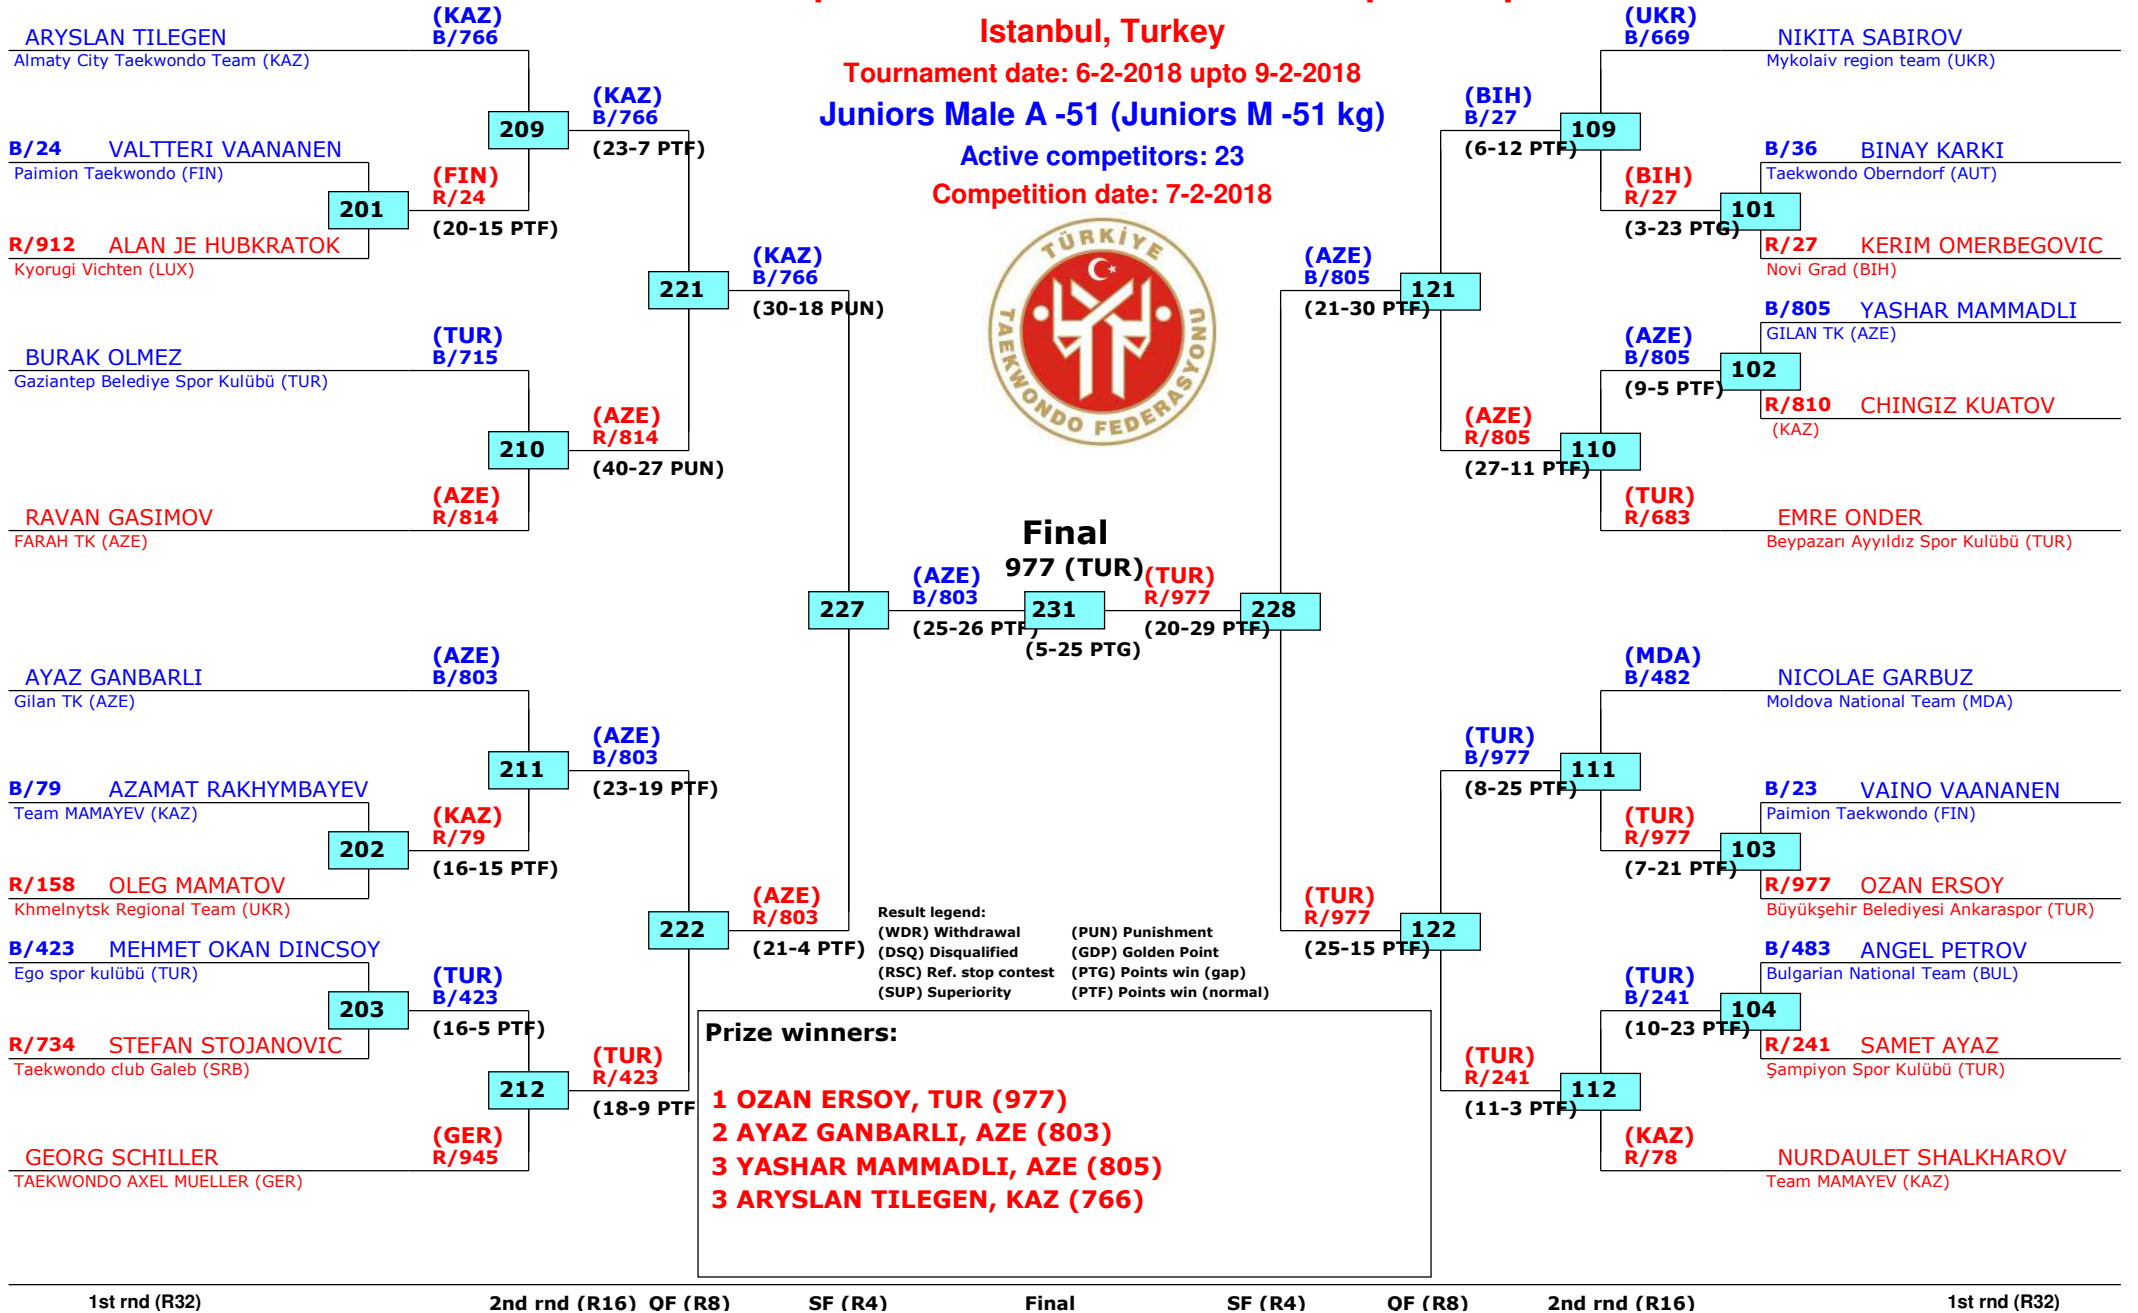 Istanbul, Turkey
Tournament date: 6-2-2018 upto 9-2-2018
Juniors Male A -51 (Juniors M -51 kg)
Active competitors: 23
Competition date: 7-2-2018
TÜRKİYE
TAEKWONDO FEDERASYONU
ARYSLAN TILEGEN
Almaty City Taekwondo Team (KAZ)
(KAZ)
B/766
B/24 VALTTERI VAANANEN
Paimion Taekwondo (FIN)
201
R/912 ALAN JE HUBKRATOK
Kyorugi Vichten (LUX)
(FIN)
R/24
(20-15 PTF)
209
(KAZ)
B/766
(23-7 PTF)
BURAK OLMEZ
Gaziantep Belediye Spor Kulübü (TUR)
(TUR)
B/715
210
RAVAN GASIMOV
FARAH TK (AZE)
(AZE)
R/814
(AZE)
R/814
(40-27 PUN)
221
(KAZ)
B/766
(30-18 PUN)
AYAZ GANBARLI
Gilan TK (AZE)
(AZE)
B/803
B/79 AZAMAT RAKHYMBAYEV
Team MAMAYEV (KAZ)
202
R/158 OLEG MAMATOV
Khmelnytsk Regional Team (UKR)
(KAZ)
R/79
(16-15 PTF)
211
(AZE)
B/803
(23-19 PTF)
B/423 MEHMET OKAN DINCSOY
Ego spor kulübü (TUR)
203
R/734 STEFAN STOJANOVIC
Taekwondo club Galeb (SRB)
(TUR)
B/423
(16-5 PTF)
212
GEORG SCHILLER
TAEKWONDO AXEL MUELLER (GER)
(GER)
R/945
(TUR)
R/423
(18-9 PTF
222
(AZE)
R/803
(21-4 PTF)
227
(AZE)
B/803
(25-26 PTF)
Final
977 (TUR)
231
(5-25 PTG)
(TUR)
R/977
(20-29 PTF)
228
(AZE)
B/805
(21-30 PTF)
121
(BIH)
B/27
(6-12 PTF)
109
(UKR)
B/669
NIKITA SABIROV
Mykolaiv region team (UKR)
(BIH)
R/27
(3-23 PTG)
101
B/36 BINAY KARKI
Taekwondo Oberndorf (AUT)
R/27 KERIM OMERBEGOVIC
Novi Grad (BIH)
B/805 YASHAR MAMMADLI
GILAN TK (AZE)
(AZE)
B/805
(9-5 PTF)
102
R/810 CHINGIZ KUATOV
(KAZ)
(AZE)
R/805
(27-11 PTF)
110
(TUR)
R/683
EMRE ONDER
Beypazarı Ayyıldız Spor Kulübü (TUR)
(MDA)
B/482
NICOLAE GARBUZ
Moldova National Team (MDA)
(TUR)
B/977
(8-25 PTF)
111
B/23 VAINO VAANANEN
Paimion Taekwondo (FIN)
(TUR)
R/977
(7-21 PTF)
103
R/977 OZAN ERSOY
Büyükşehir Belediyesi Ankaraspor (TUR)
(TUR)
R/977
(25-15 PTF)
122
B/483 ANGEL PETROV
Bulgarian National Team (BUL)
(TUR)
B/241
(10-23 PTF)
104
R/241 SAMET AYAZ
Şampiyon Spor Kulübü (TUR)
(TUR)
R/241
(11-3 PTF)
112
(KAZ)
R/78
NURDAULET SHALKHAROV
Team MAMAYEV (KAZ)
Result legend:
(WDR) Withdrawal (PUN) Punishment
(DSQ) Disqualified (GDP) Golden Point
(RSC) Ref. stop contest (PTG) Points win (gap)
(SUP) Superiority (PTF) Points win (normal)
Prize winners:
1 OZAN ERSOY, TUR (977)
2 AYAZ GANBARLI, AZE (803)
3 YASHAR MAMMADLI, AZE (805)
3 ARYSLAN TILEGEN, KAZ (766)
1st rnd (R32) 2nd rnd (R16) QF (R8) SF (R4) Final SF (R4) QF (R8) 2nd rnd (R16) 1st rnd (R32)